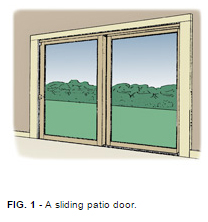 FIG. 1 - A sliding patio door.